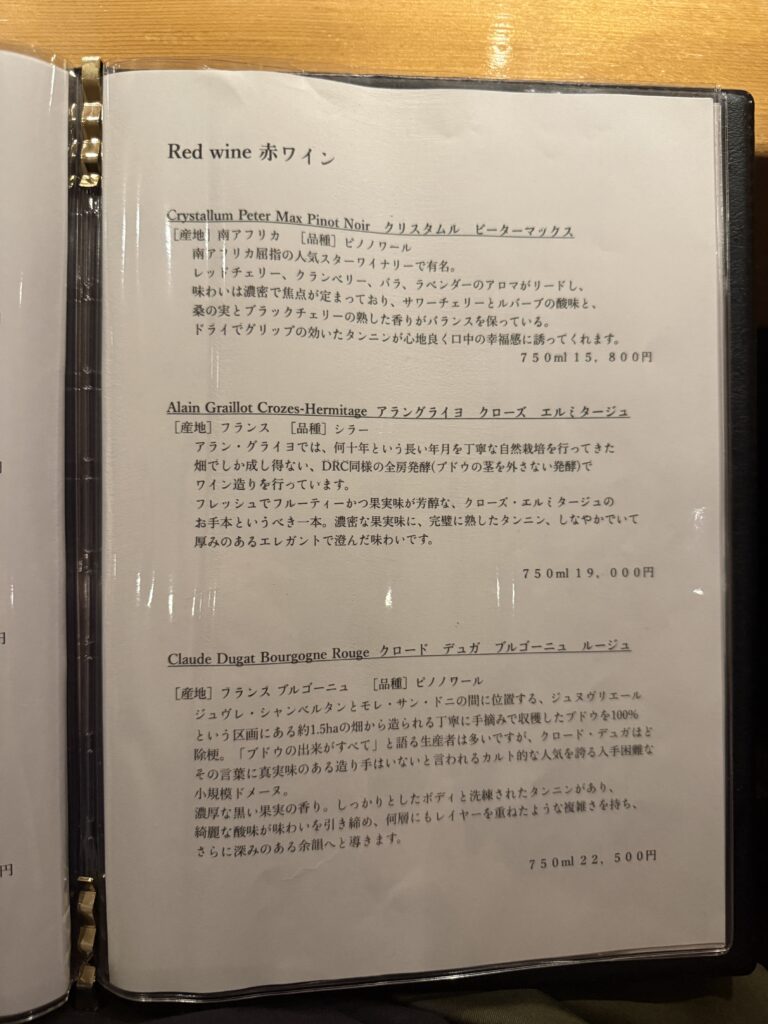 Red wine 赤ワイン
Crystallum Peter Max Pinot Noir　クリスタムル　ピーターマックス
［産地］南アフリカ　［品種］ピノノワール
南アフリカ屈指の人気スターワイナリーで有名。
レッドチェリー、クランベリー、バラ、ラベンダーのアロマがリードし、
味わいは濃密で焦点が定まっており、サワーチェリーとルバーブの酸味と、
桑の実とブラックチェリーの熟した香りがバランスを保っている。
ドライでグリップの効いたタンニンが心地良く口中の幸福感に誘ってくれます。
７５０ml １５，８００円
Alain Graillot Crozes-Hermitage　アラングライヨ　クローズ　エルミタージュ
［産地］フランス　［品種］シラー
アラン・グライヨでは、何十年という長い年月を丁寧な自然栽培を行ってきた
畑でしか成し得ない、DRC同様の全房発酵(ブドウの茎を外さない発酵)で
ワイン造りを行っています。
フレッシュでフルーティーかつ果実味が芳醇な、クローズ・エルミタージュの
お手本というべき一本。濃密な果実味に、完璧に熟したタンニン、しなやかでいて
厚みのあるエレガントで澄んだ味わいです。
７５０ml １９，０００円
Claude Dugat Bourgogne Rouge　クロード　デュガ　ブルゴーニュ　ルージュ
［産地］フランス ブルゴーニュ　［品種］ピノノワール
ジュヴレ・シャンベルタンとモレ・サン・ドニの間に位置する、ジュヌヴリエール
という区画にある約1.5haの畑から造られる丁寧に手摘みで収穫したブドウを100%
除梗。「ブドウの出来がすべて」と語る生産者は多いですが、クロード・デュガほど
その言葉に真実味のある造り手はいないと言われるカルト的な人気を誇る入手困難な
小規模ドメーヌ。
濃厚な黒い果実の香り。しっかりとしたボディと洗練されたタンニンがあり、
綺麗な酸味が味わいを引き締め、何層にもレイヤーを重ねたような複雑さを持ち、
さらに深みのある余韻へと導きます。
７５０ml ２２，５００円
円
円